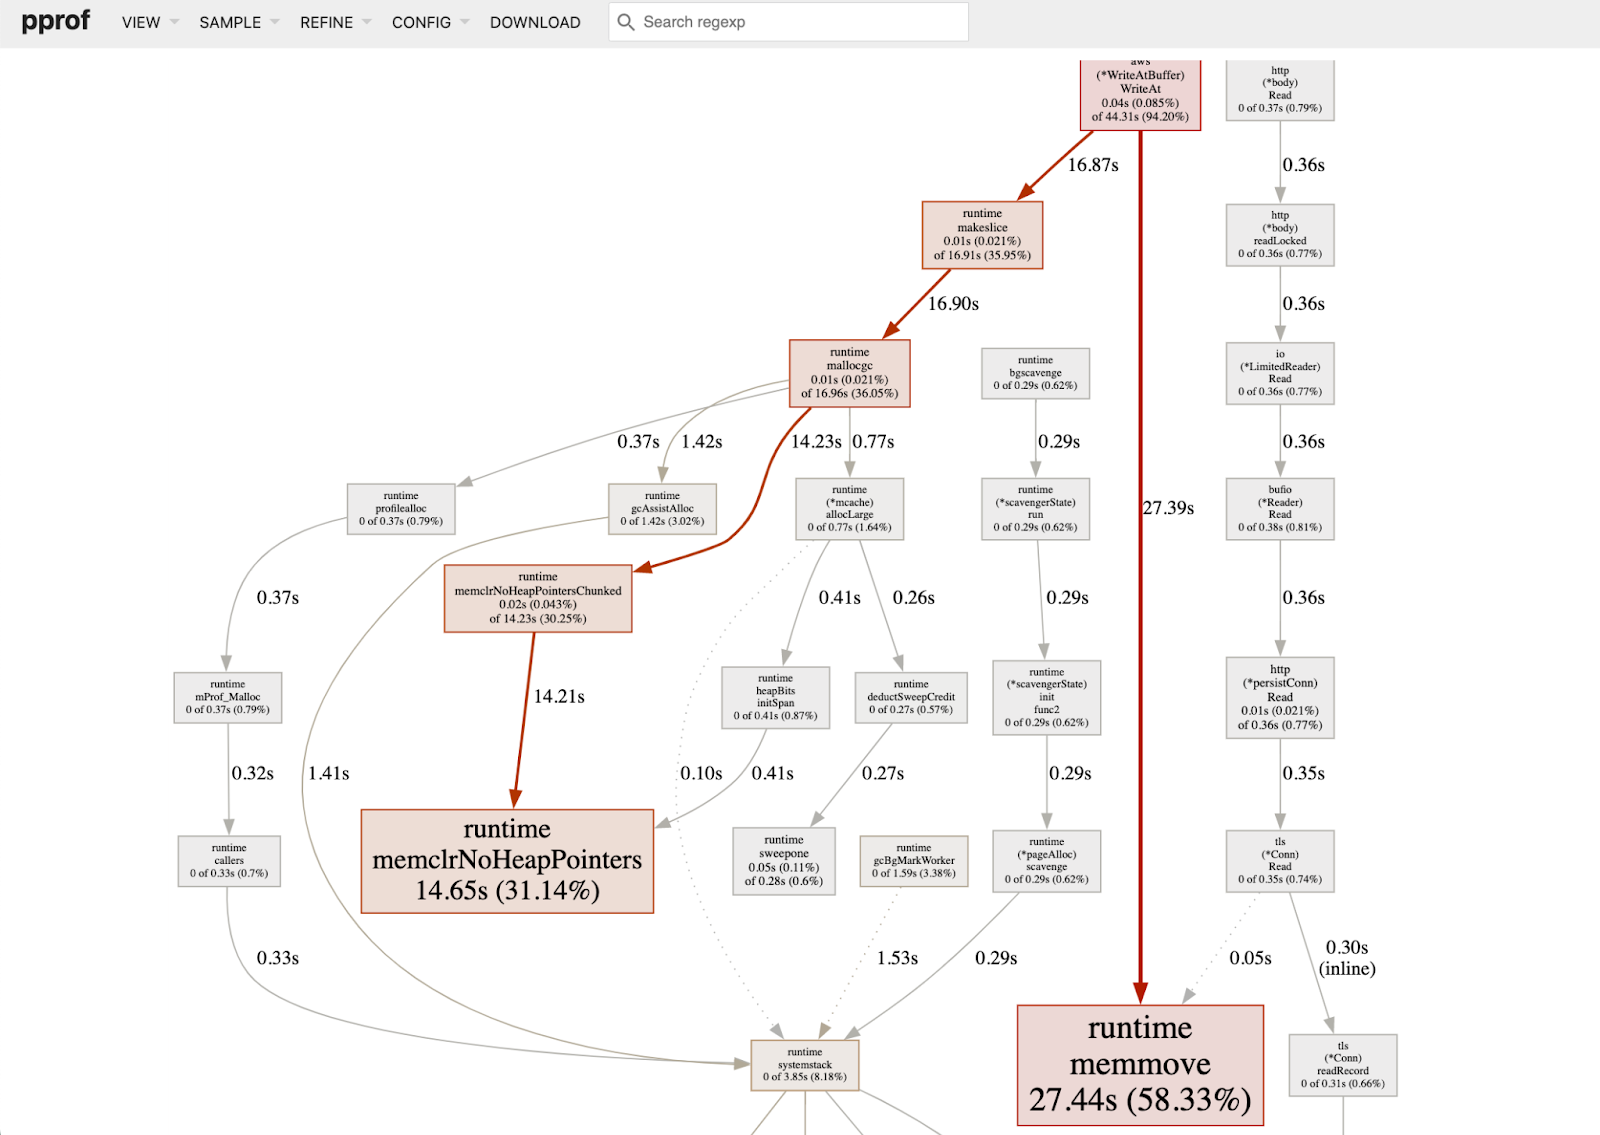 pprof VIEW SAMPLE REFINE CONFIG DOWNLOAD Search regexp
aws
(*WriteAtBuffer)
WriteAt
0.04s (0.085%)
of 44.31s (94.20%)
http
(*body)
Read
0 of 0.37s (0.79%)
16.87s
0.36s
runtime
makeslice
0.01s (0.021%)
of 16.91s (35.95%)
http
(*body)
readLocked
0 of 0.36s (0.77%)
16.90s
0.36s
runtime
mallocgc
0.01s (0.021%)
of 16.96s (36.05%)
runtime
bgscavenge
0 of 0.29s (0.62%)
io
(*LimitedReader)
Read
0 of 0.36s (0.77%)
0.37s
1.42s
14.23s
0.77s
0.29s
0.36s
runtime
profilealloc
0 of 0.37s (0.79%)
runtime
gcAssistAlloc
0 of 1.42s (3.02%)
runtime
(*mcache)
allocLarge
0 of 0.77s (1.64%)
runtime
(*scavengerState)
run
0 of 0.29s (0.62%)
27.39s
bufio
(*Reader)
Read
0 of 0.38s (0.81%)
runtime
memclrNoHeapPointersChunked
0.02s (0.043%)
of 14.23s (30.25%)
0.37s
0.41s
0.26s
0.29s
0.36s
runtime
mProf_Malloc
0 of 0.37s (0.79%)
14.21s
runtime
heapBits
initSpan
0 of 0.41s (0.87%)
runtime
deductSweepCredit
0 of 0.27s (0.57%)
runtime
(*scavengerState)
init
func2
0 of 0.29s (0.62%)
http
(*persistConn)
Read
0.01s (0.021%)
of 0.36s (0.77%)
0.32s
1.41s
0.10s
0.41s
0.27s
0.29s
0.35s
runtime
callers
0 of 0.33s (0.7%)
runtime
memclrNoHeapPointers
14.65s (31.14%)
runtime
sweepone
0.05s (0.11%)
of 0.28s (0.6%)
runtime
gcBgMarkWorker
0 of 1.59s (3.38%)
runtime
(*pageAlloc)
scavenge
0 of 0.29s (0.62%)
tls
(*Conn)
Read
0 of 0.35s (0.74%)
0.33s
1.53s
0.29s
0.05s
0.30s
(inline)
runtime
systemstack
0 of 3.85s (8.18%)
runtime
memmove
27.44s (58.33%)
tls
(*Conn)
readRecord
0 of 0.31s (0.66%)